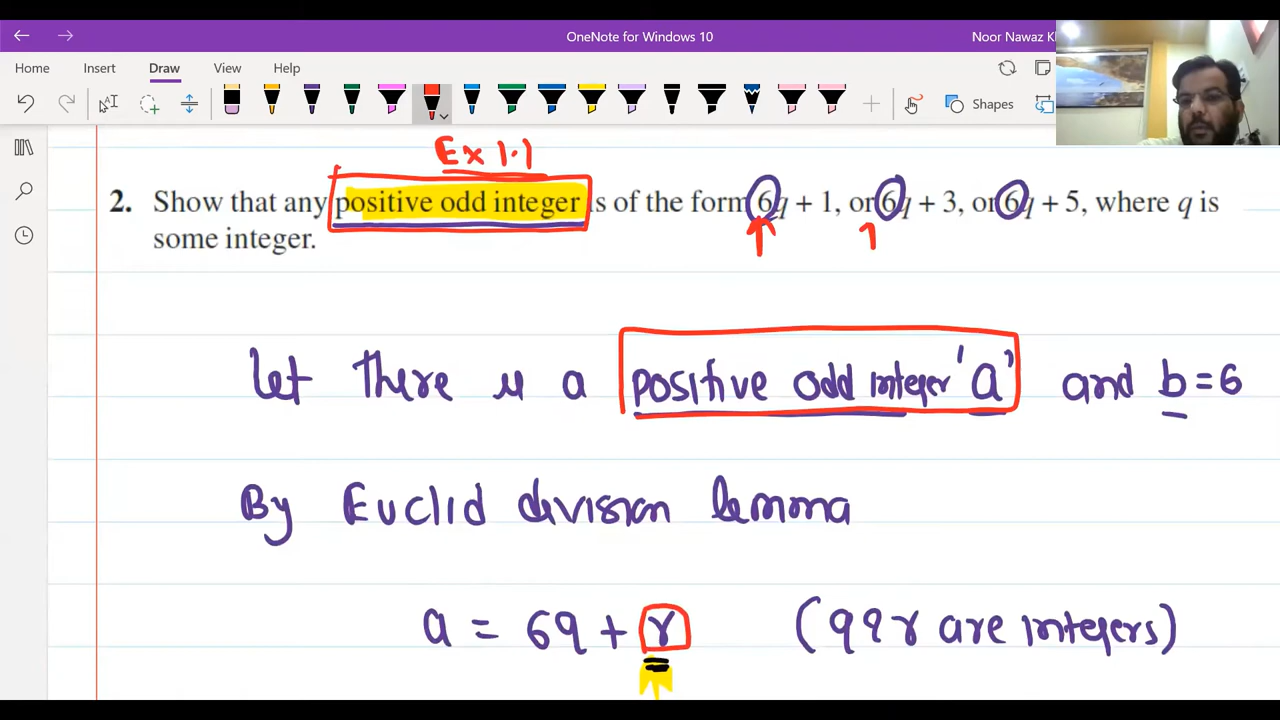 OneNote for Windows 10
Noor Nawaz Kh
Home Insert Draw View Help
Shapes
Ex 1.1
2. Show that any positive odd integer is of the form 6q + 1, or 6q + 3, or 6q + 5, where q is
some integer.
Let there is a positive odd integer 'a' and b = 6
By Euclid division lemma
a = 6q + r (q & r are integers)